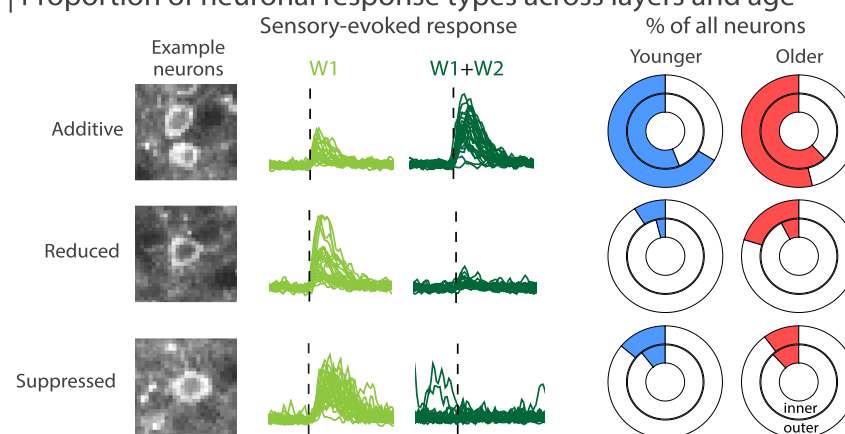 Proportion of neuronal response types across layers and age
Sensory-evoked response
% of all neurons
Example
neurons
W1
W1+W2
Younger
Older
Additive
Reduced
Suppressed
inner
outer